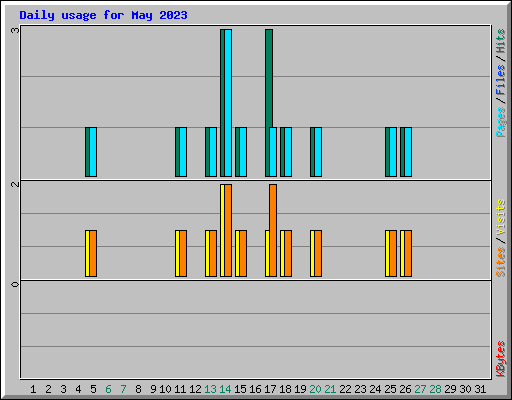 Daily usage for May 2023
3
2
0
Pages/Files/Hits
Sites/Visits
KBytes
1 2 3 4 5 6 7 8 9 10 11 12 13 14 15 16 17 18 19 20 21 22 23 24 25 26 27 28 29 30 31